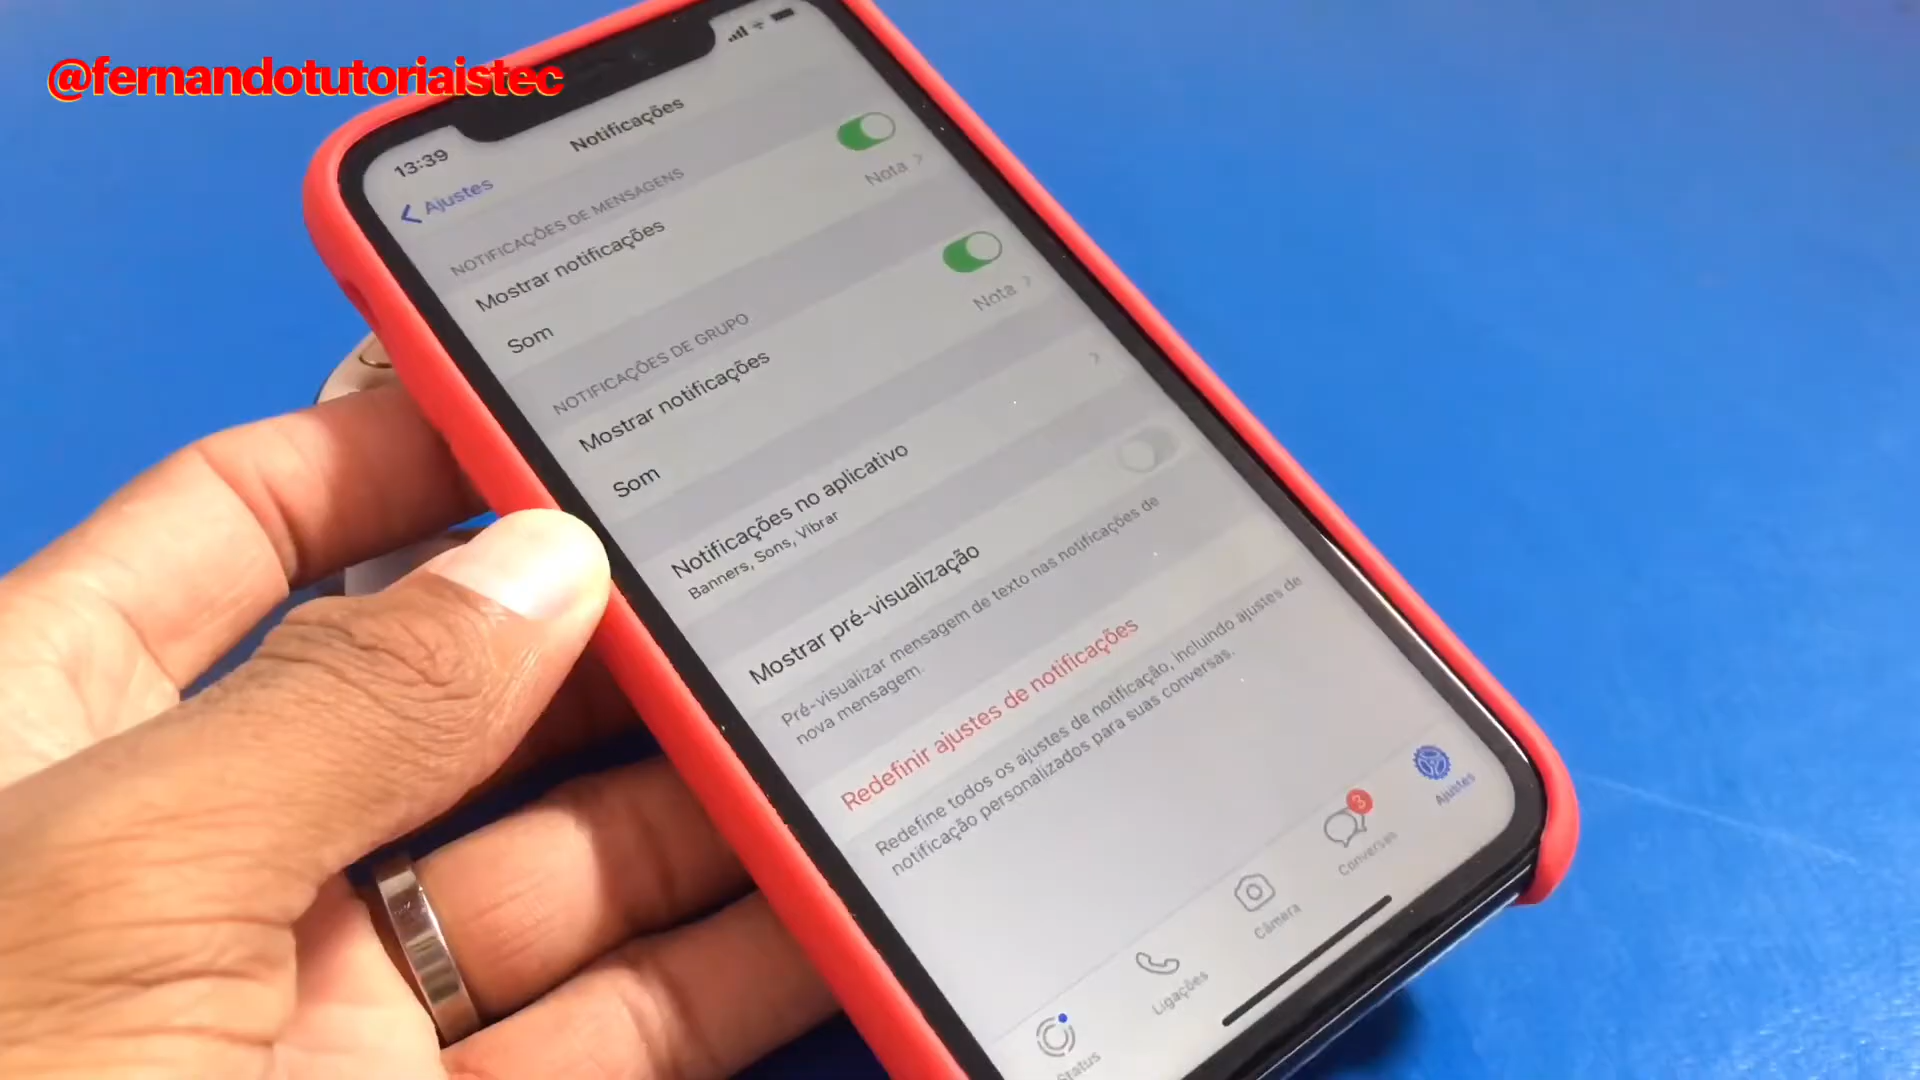 @fernandotutoriaistec
13:39
Ajustes
Notificações
NOTIFICAÇÕES DE MENSAGENS
Mostrar notificações
Som
Nota
NOTIFICAÇÕES DE GRUPO
Mostrar notificações
Som
Nota
Notificações no aplicativo
Banners, Sons, Vibrar
Mostrar pré-visualização
Pré-visualizar mensagem de texto nas notificações de
nova mensagem.
Redefinir ajustes de notificações
Redefine todos os ajustes de notificação, incluindo ajustes de
notificação personalizados para suas conversas.
Status
Ligações
Câmera
3
Conversas
Ajustes